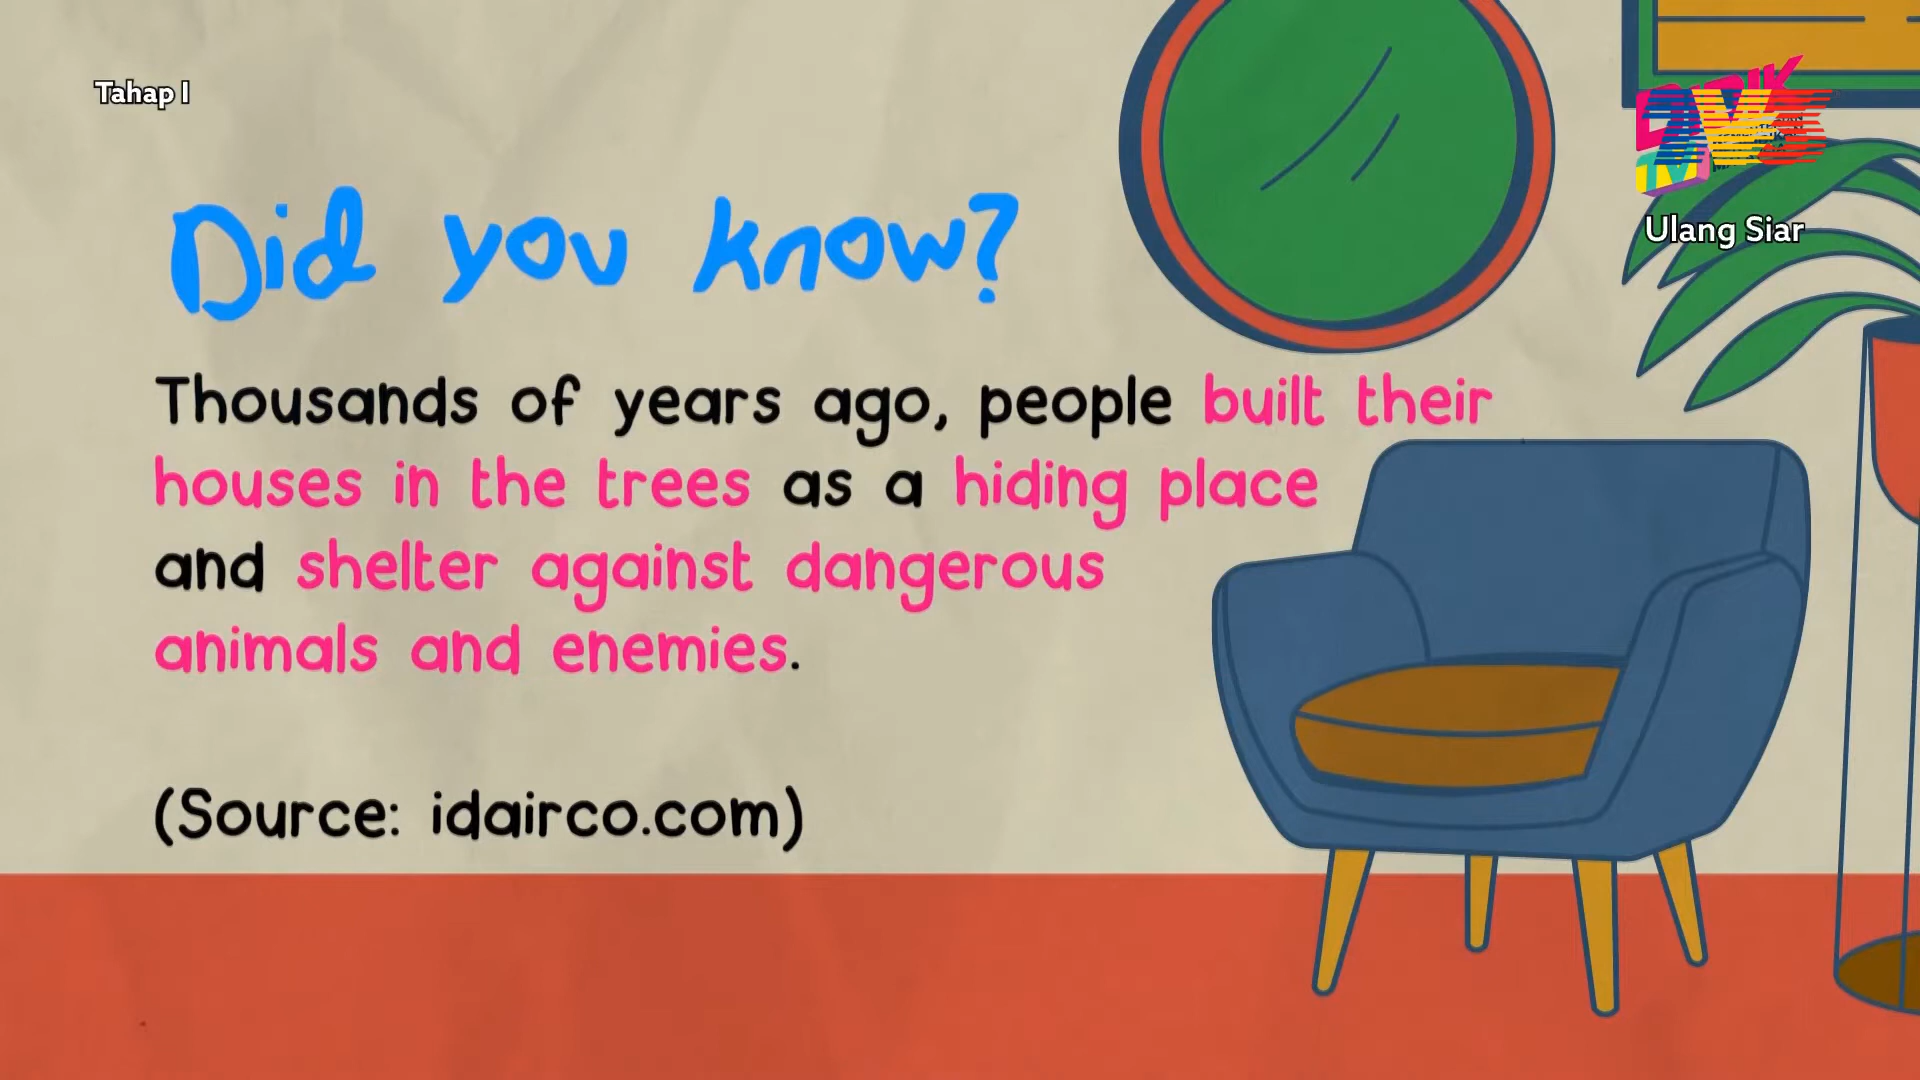 Tahap I
Ulang Siar
Did you know?
Thousands of years ago, people built their
houses in the trees as a hiding place
and shelter against dangerous
animals and enemies.
(Source: idairco.com)